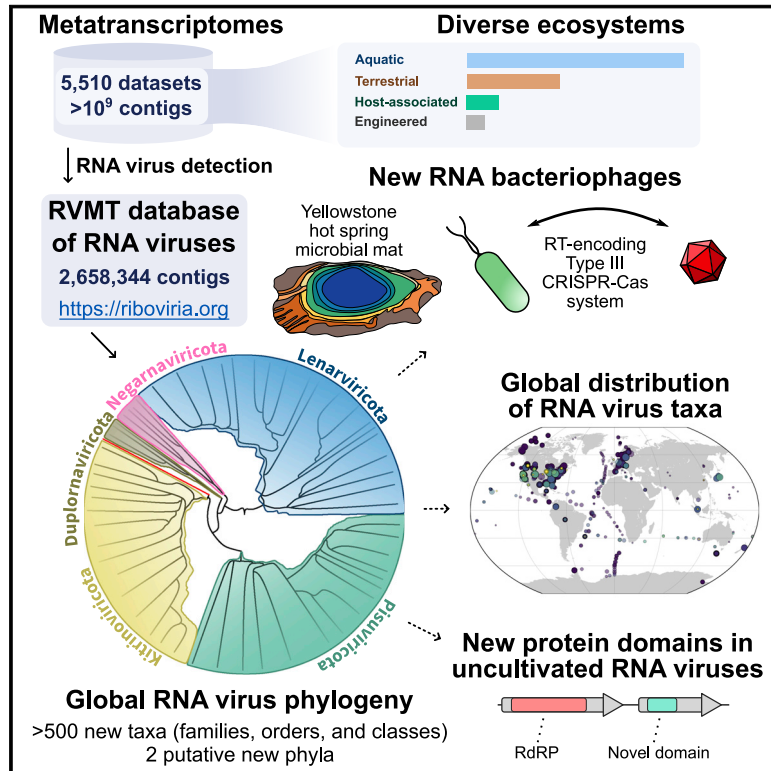 Metatranscriptomes
5,510 datasets
>10⁹ contigs
Diverse ecosystems
Aquatic
Terrestrial
Host-associated
Engineered
RNA virus detection
RVMT database
of RNA viruses
2,658,344 contigs
https://riboviria.org
New RNA bacteriophages
Yellowstone
hot spring
microbial mat
RT-encoding
Type III
CRISPR-Cas
system
Negarnaviricota
Lenarviricota
Duplornaviricota
Kitrinoviricota
Pisuviricota
Global distribution
of RNA virus taxa
Global RNA virus phylogeny
>500 new taxa (families, orders, and classes)
2 putative new phyla
New protein domains in
uncultivated RNA viruses
RdRP
Novel domain